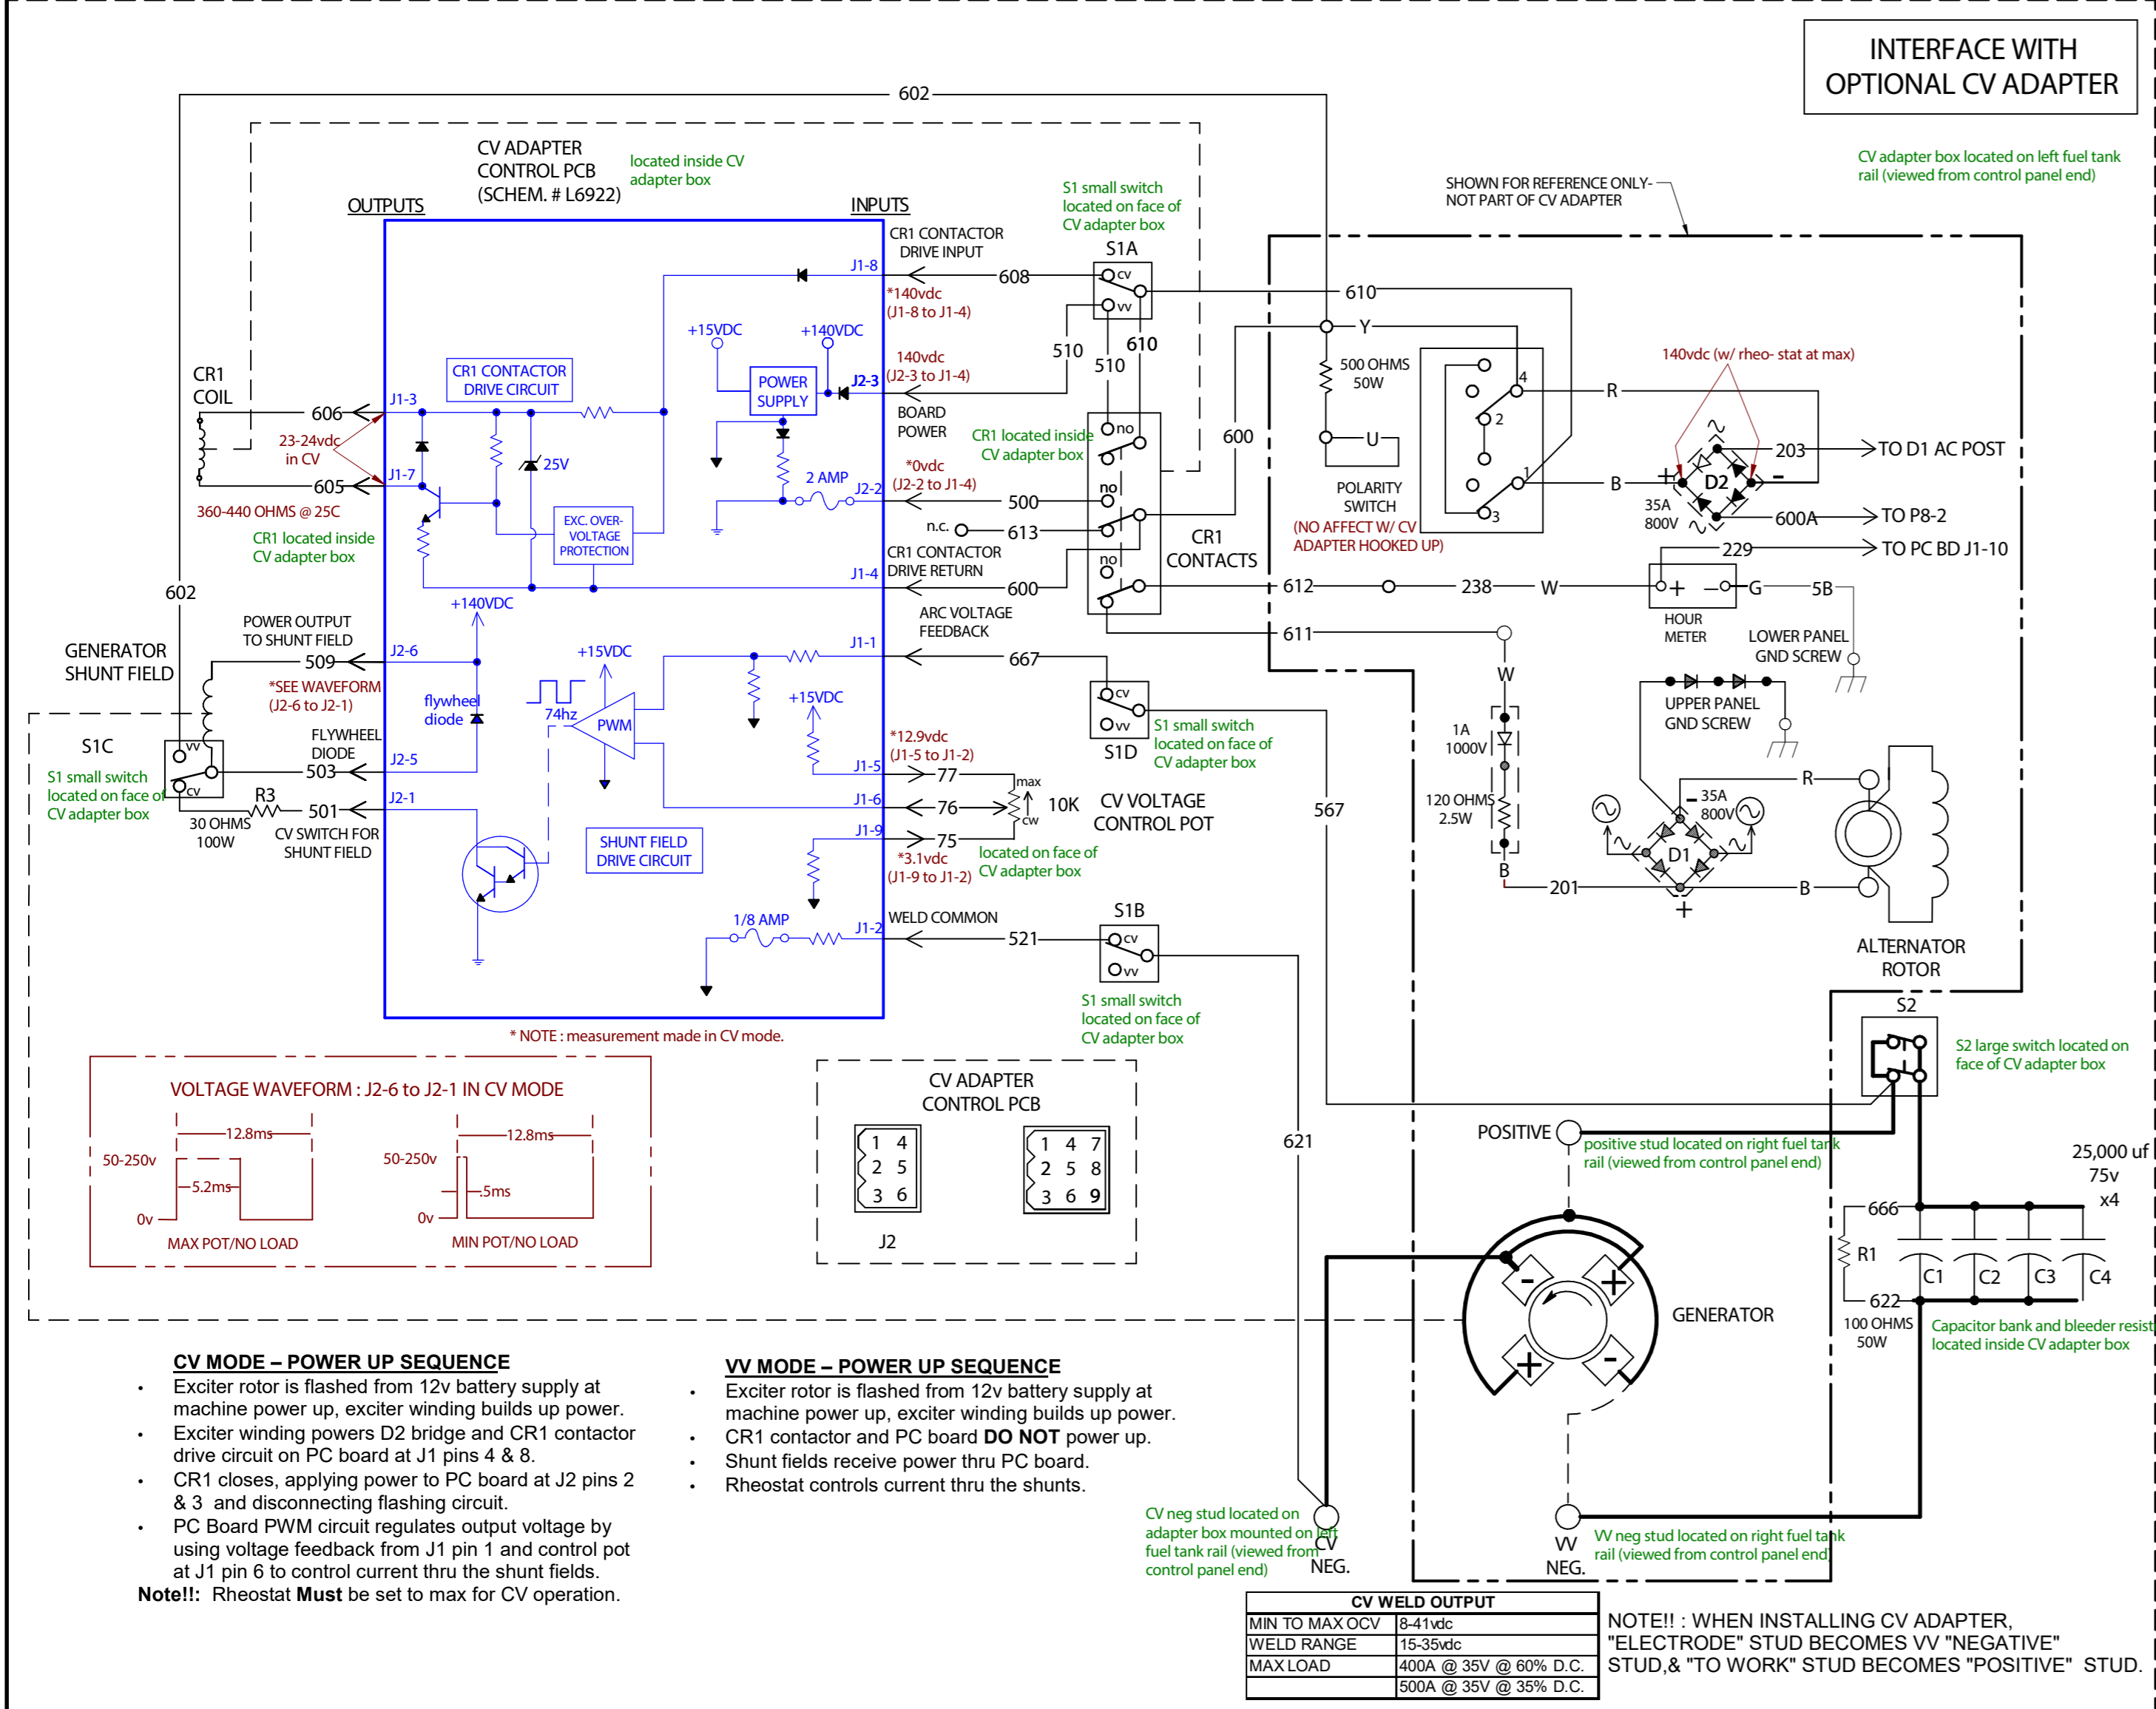 INTERFACE WITH
OPTIONAL CV ADAPTER
602
CV ADAPTER
CONTROL PCB
(SCHEM. # L6922)
located inside CV
adapter box
CV adapter box located on left fuel tank
rail (viewed from control panel end)
SHOWN FOR REFERENCE ONLY-
NOT PART OF CV ADAPTER
S1 small switch
located on face of
CV adapter box
OUTPUTS
INPUTS
CR1 CONTACTOR
DRIVE INPUT
S1A
J1-8
608
cv
vv
*140vdc
(J1-8 to J1-4)
610
Y
+15VDC
+140VDC
510
510
610
CR1
COIL
CR1 CONTACTOR
DRIVE CIRCUIT
POWER
SUPPLY
140vdc
(J2-3 to J1-4)
J2-3
BOARD
POWER
500 OHMS
50W
140vdc (w/ rheo- stat at max)
4
R
2
606
J1-3
23-24vdc
in CV
J1-7
605
25V
CR1 located inside
CV adapter box
no
600
U
203
TO D1 AC POST
+
D2
-
1
B
35A
800V
360-440 OHMS @ 25C
2 AMP
J2-2
*0vdc
(J2-2 to J1-4)
500
no
POLARITY
SWITCH
(NO AFFECT W/ CV
ADAPTER HOOKED UP)
3
600A
TO P8-2
CR1 located inside
CV adapter box
EXC. OVER-
VOLTAGE
PROTECTION
n.c.
613
CR1
CONTACTS
229
TO PC BD J1-10
CR1 CONTACTOR
DRIVE RETURN
no
J1-4
600
612
238
W
+
-
G
5B
HOUR
METER
602
+140VDC
ARC VOLTAGE
FEEDBACK
611
LOWER PANEL
GND SCREW
GENERATOR
SHUNT FIELD
POWER OUTPUT
TO SHUNT FIELD
509
J2-6
*SEE WAVEFORM
(J2-6 to J2-1)
flywheel
diode
+15VDC
J1-1
667
W
74hz
PWM
+15VDC
cv
vv
S1D
S1 small switch
located on face of
CV adapter box
UPPER PANEL
GND SCREW
1A
1000V
S1C
S1 small switch
located on face of
CV adapter box
vv
cv
FLYWHEEL
DIODE
503
J2-5
*12.9vdc
(J1-5 to J1-2)
J1-5
77
max
R
R3
30 OHMS
100W
501
J2-1
CV SWITCH FOR
SHUNT FIELD
J1-6
76
10K
cw
CV VOLTAGE
CONTROL POT
567
120 OHMS
2.5W
-
35A
800V
D1
+
SHUNT FIELD
DRIVE CIRCUIT
J1-9
75
*3.1vdc
(J1-9 to J1-2)
located on face of
CV adapter box
B
201
B
1/8 AMP
J1-2
WELD COMMON
521
S1B
cv
vv
ALTERNATOR
ROTOR
S1 small switch
located on face of
CV adapter box
* NOTE : measurement made in CV mode.
S2
S2 large switch located on
face of CV adapter box
VOLTAGE WAVEFORM : J2-6 to J2-1 IN CV MODE
12.8ms
50-250v
5.2ms
0v
MAX POT/NO LOAD
12.8ms
50-250v
.5ms
0v
MIN POT/NO LOAD
CV ADAPTER
CONTROL PCB
1 4
2 5
3 6
1 4 7
2 5 8
3 6 9
J2
621
POSITIVE
positive stud located on right fuel tank
rail (viewed from control panel end)
25,000 uf
75v
x4
666
R1
622
100 OHMS
50W
C1
C2
C3
C4
-
+
+
-
GENERATOR
Capacitor bank and bleeder resist
located inside CV adapter box
CV MODE – POWER UP SEQUENCE
• Exciter rotor is flashed from 12v battery supply at
machine power up, exciter winding builds up power.
• Exciter winding powers D2 bridge and CR1 contactor
drive circuit on PC board at J1 pins 4 & 8.
• CR1 closes, applying power to PC board at J2 pins 2
& 3 and disconnecting flashing circuit.
• PC Board PWM circuit regulates output voltage by
using voltage feedback from J1 pin 1 and control pot
at J1 pin 6 to control current thru the shunt fields.
Note!!: Rheostat Must be set to max for CV operation.
VV MODE – POWER UP SEQUENCE
• Exciter rotor is flashed from 12v battery supply at
machine power up, exciter winding builds up power.
• CR1 contactor and PC board DO NOT power up.
• Shunt fields receive power thru PC board.
• Rheostat controls current thru the shunts.
CV neg stud located on
adapter box mounted on left
fuel tank rail (viewed from
control panel end)
CV
NEG.
VV
NEG.
VV neg stud located on right fuel tank
rail (viewed from control panel end)
CV WELD OUTPUT
MIN TO MAX OCV 8-41vdc
WELD RANGE 15-35vdc
MAX LOAD 400A @ 35V @ 60% D.C.
500A @ 35V @ 35% D.C.
NOTE!! : WHEN INSTALLING CV ADAPTER,
"ELECTRODE" STUD BECOMES VV "NEGATIVE"
STUD,& "TO WORK" STUD BECOMES "POSITIVE" STUD.